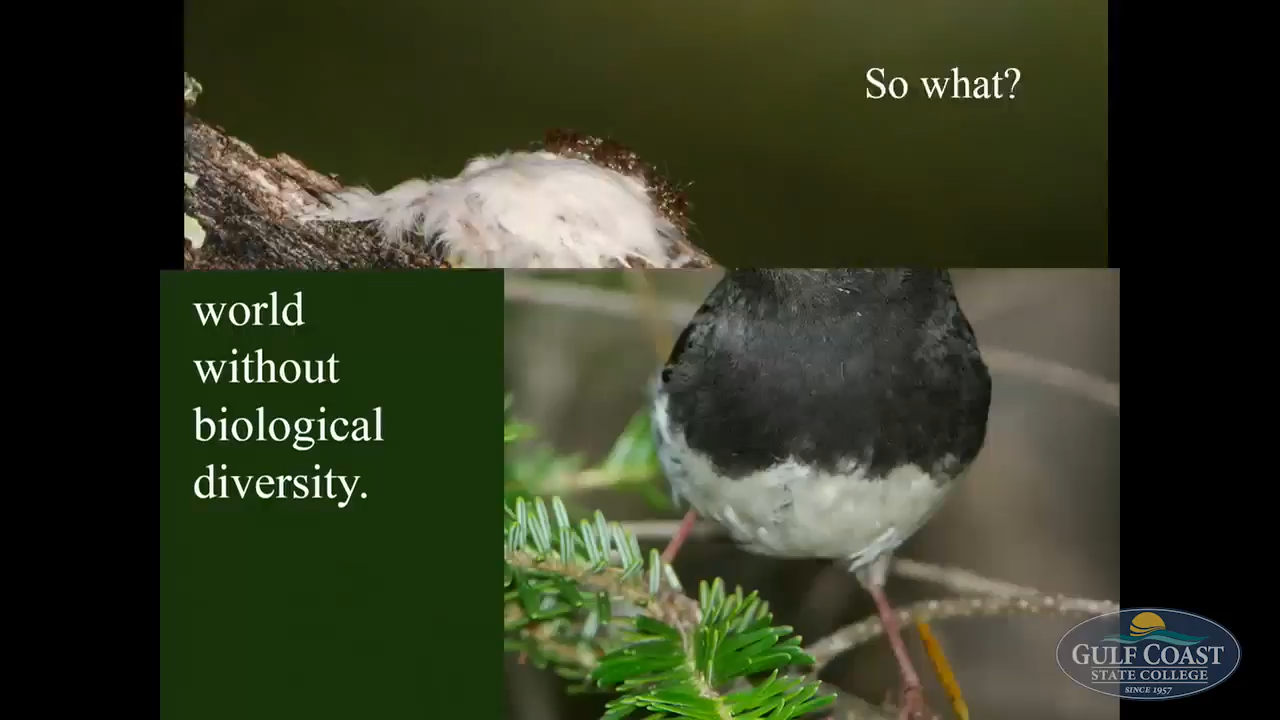 So what?
world
without
biological
diversity.
GULF COAST
STATE COLLEGE
SINCE 1957